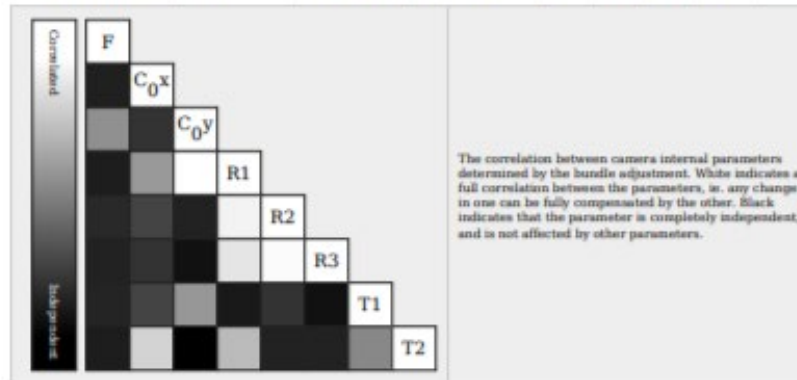 Correlated
F
C₀x
C₀y
R1
R2
R3
T1
T2
Independent
The correlation between camera internal parameters
determined by the bundle adjustment. White indicates a
full correlation between the parameters, ie. any change
in one can be fully compensated by the other. Black
indicates that the parameter is completely independent,
and is not affected by other parameters.